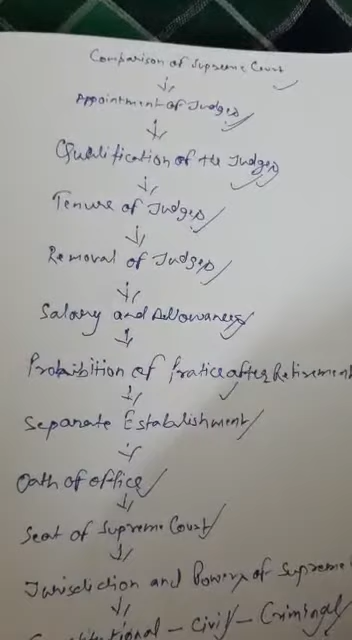 Comparison of Supreme Court
Appointment of Judges
Qualification of the Judges
Tenure of Judges
Removal of Judges
Salary and Allowances
Prohibition of Pratice after Retirement
Separate Establishment
Oath of office
Seat of Supreme Court
Jurisdiction and Powers of Supreme
Constitutional - Civil - Criminal